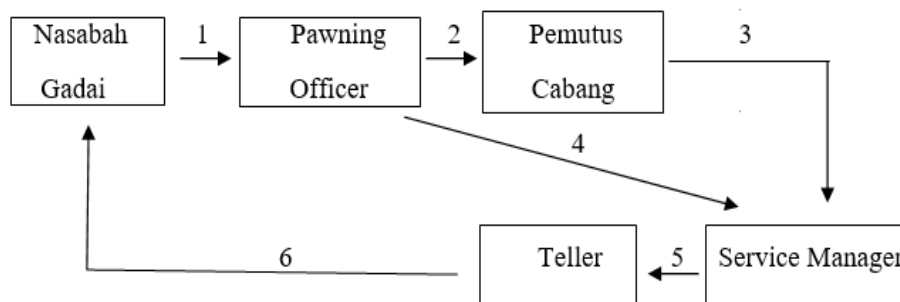 Nasabah
Gadai
1
Pawning
Officer
2
Pemutus
Cabang
3
4
Service Manager
5
Teller
6